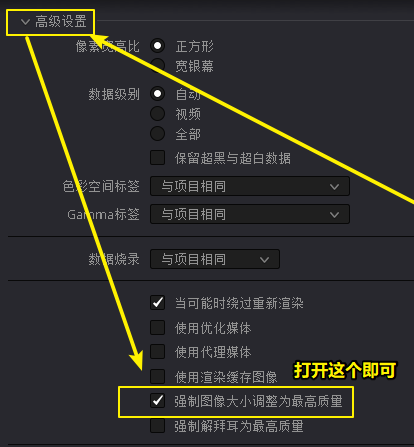 高级设置
像素宽高比 正方形
宽银幕
数据级别 自动
视频
全部
保留超黑与超白数据
色彩空间标签 与项目相同
Gamma标签 与项目相同
数据烧录 与项目相同
当可能时绕过重新渲染
使用优化媒体
使用代理媒体
打开这个即可
使用渲染缓存图像
强制图像大小调整为最高质量
强制解拜耳为最高质量